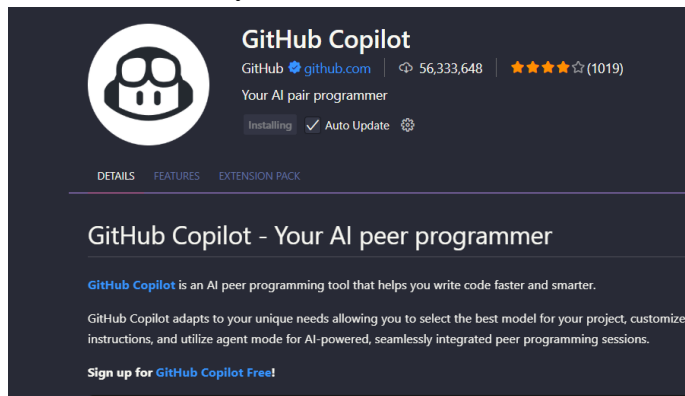 GitHub Copilot
GitHub github.com 56,333,648 (1019)
Your AI pair programmer
Installing Auto Update
DETAILS FEATURES EXTENSION PACK
GitHub Copilot - Your AI peer programmer
GitHub Copilot is an AI peer programming tool that helps you write code faster and smarter.
GitHub Copilot adapts to your unique needs allowing you to select the best model for your project, customize
instructions, and utilize agent mode for AI-powered, seamlessly integrated peer programming sessions.
Sign up for GitHub Copilot Free!